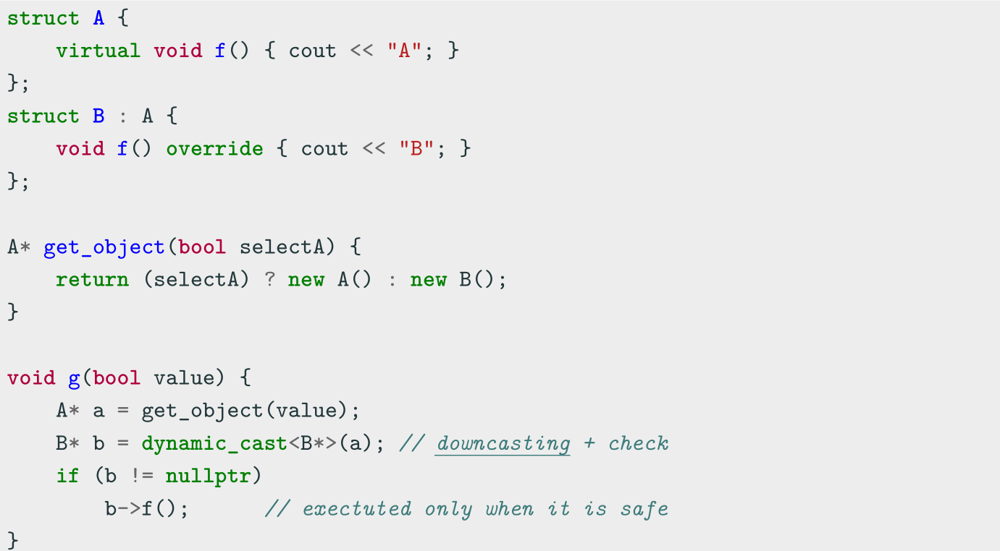 struct A {
    virtual void f() { cout << "A"; }
};
struct B : A {
    void f() override { cout << "B"; }
};

A* get_object(bool selectA) {
    return (selectA) ? new A() : new B();
}

void g(bool value) {
    A* a = get_object(value);
    B* b = dynamic_cast<B*>(a); // downcasting + check
    if (b != nullptr)
        b->f();      // exectuted only when it is safe
}